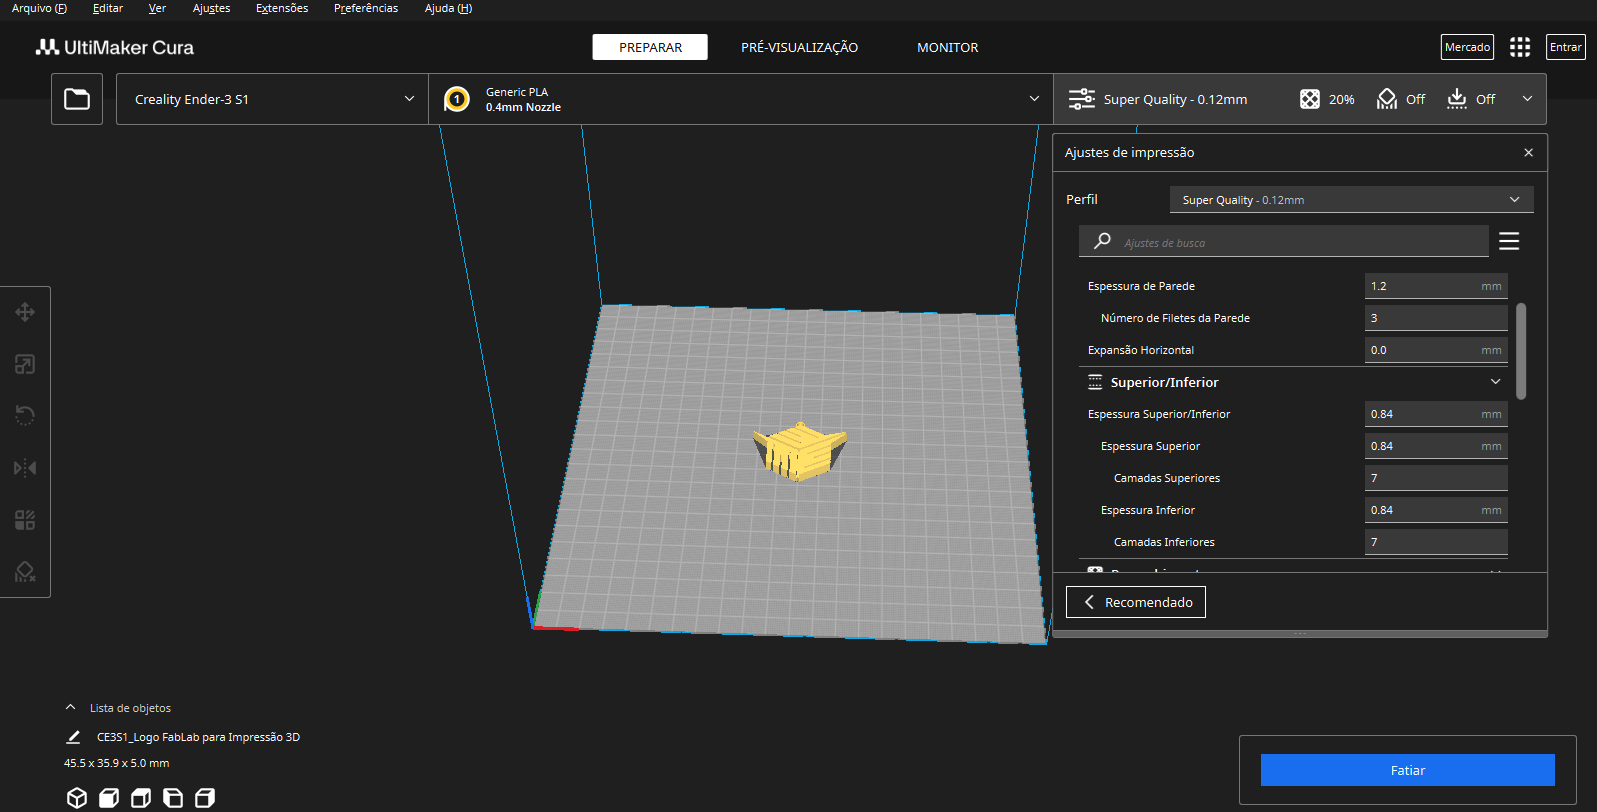 Arquivo (F) Editar Ver Ajustes Extensões Preferências Ajuda (H)
UltiMaker Cura PREPARAR PRÉ-VISUALIZAÇÃO MONITOR Mercado Entrar
Creality Ender-3 S1
1
Generic PLA
0.4mm Nozzle
Super Quality - 0.12mm 20% Off Off
Ajustes de impressão
Perfil Super Quality - 0.12mm
Ajustes de busca
Espessura de Parede 1.2 mm
Número de Filetes da Parede 3
Expansão Horizontal 0.0 mm
Superior/Inferior
Espessura Superior/Inferior 0.84 mm
Espessura Superior 0.84 mm
Camadas Superiores 7
Espessura Inferior 0.84 mm
Camadas Inferiores 7
Recomendado
Lista de objetos
CE3S1_Logo FabLab para Impressão 3D
45.5 x 35.9 x 5.0 mm
Fatiar